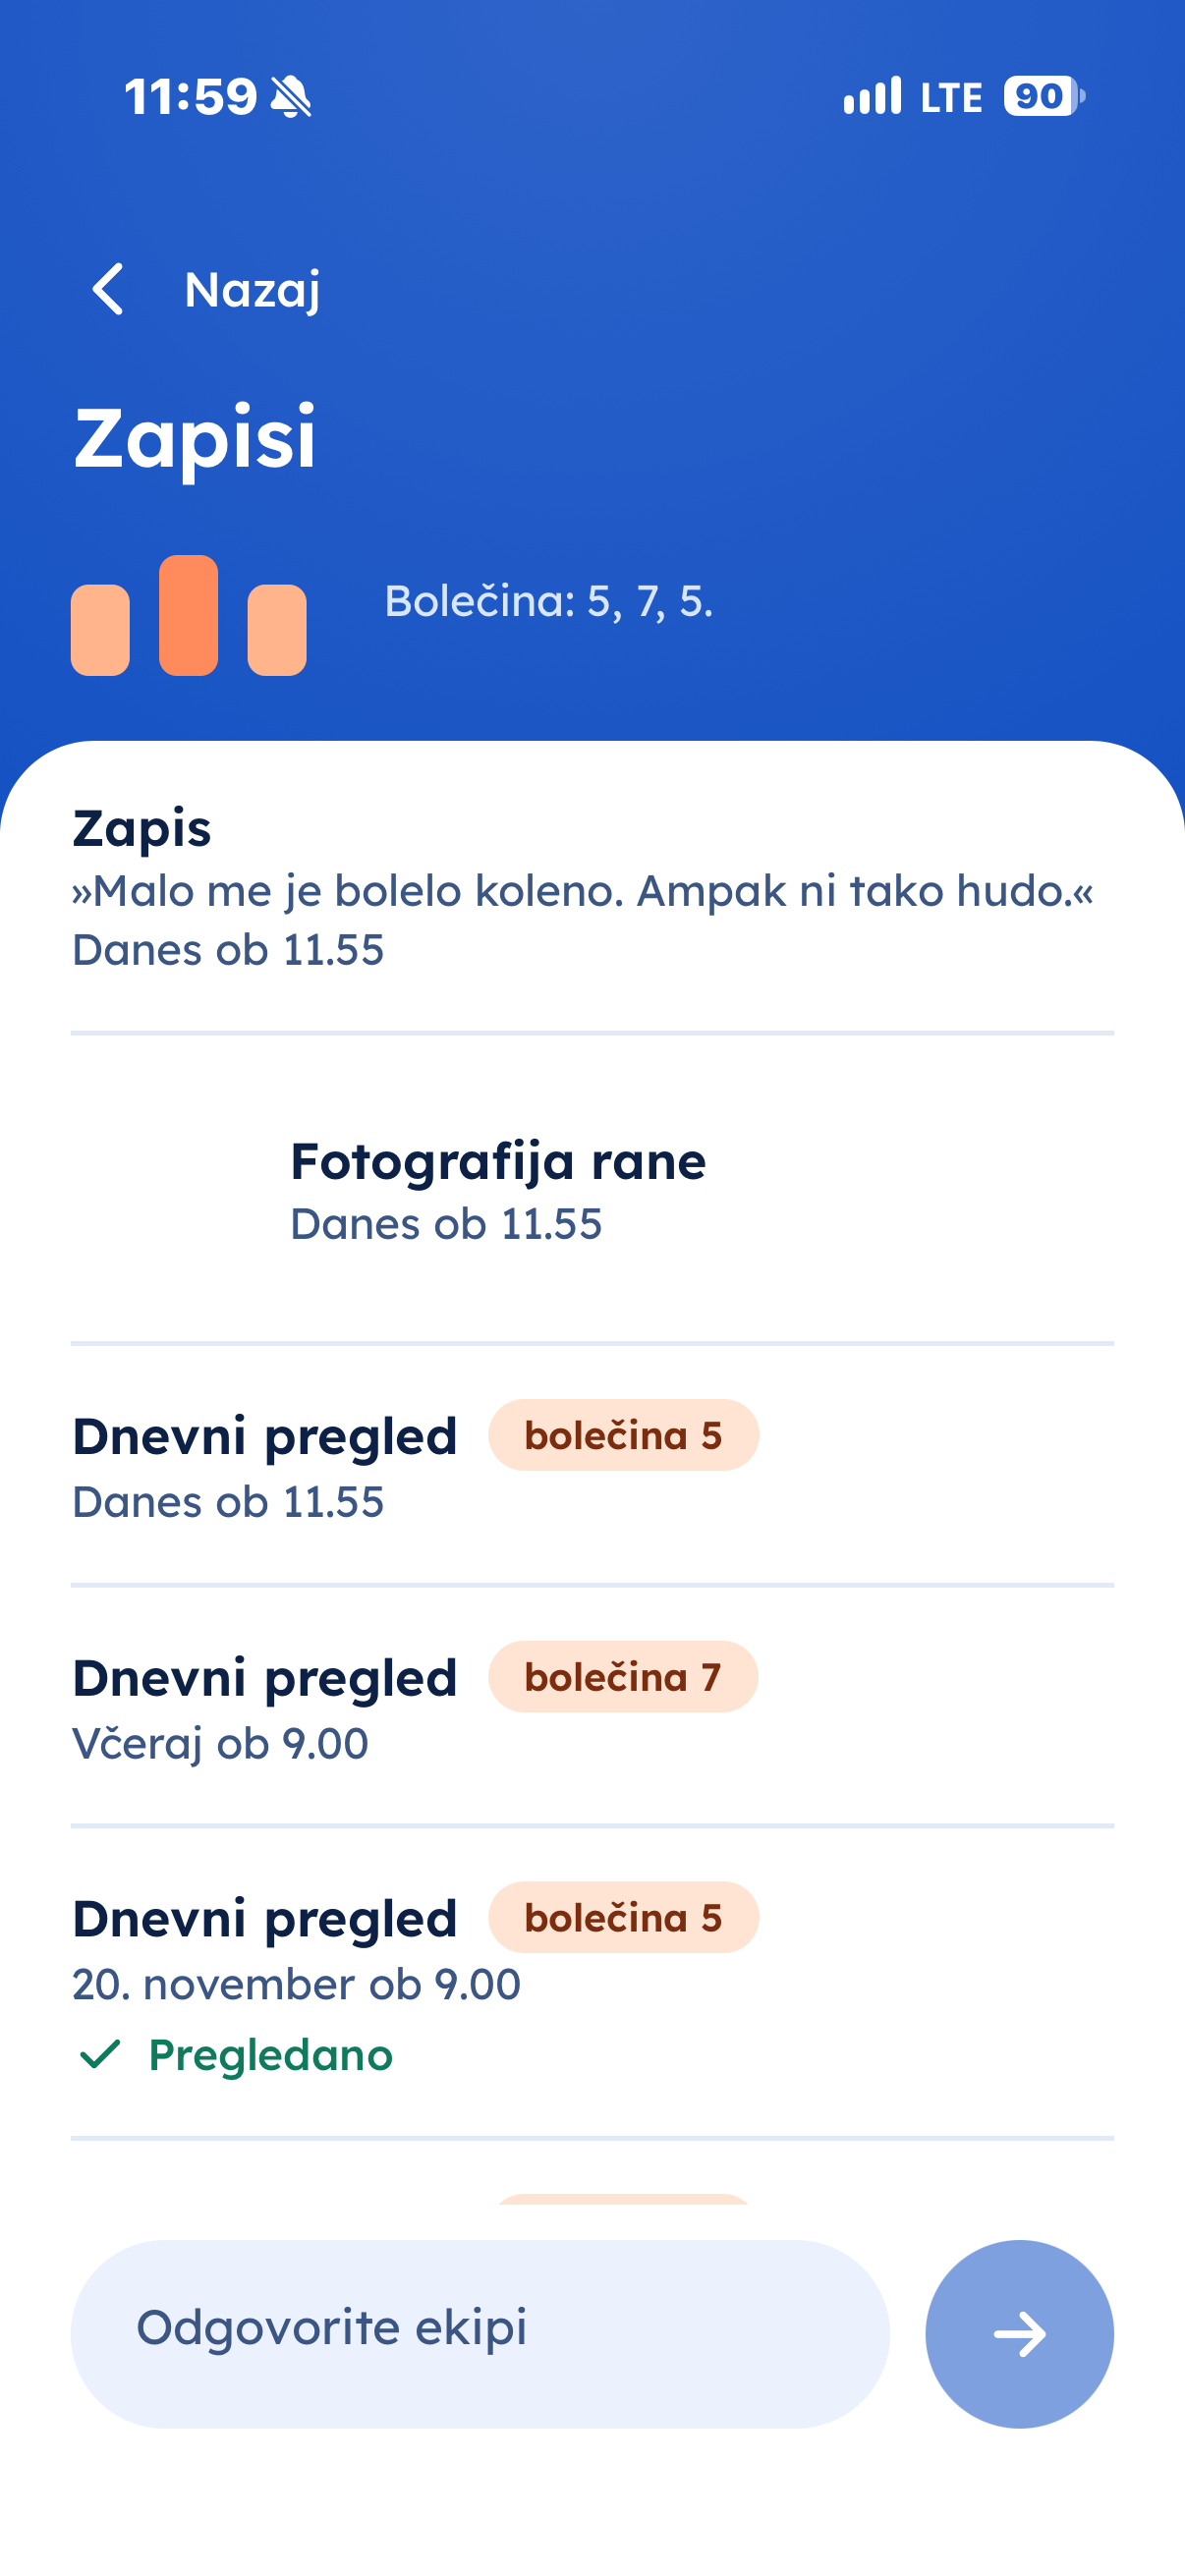 11:59
LTE 90
Nazaj
Zapisi
Bolečina: 5, 7, 5.
Zapis
»Malo me je bolelo koleno. Ampak ni tako hudo.«
Danes ob 11.55
Fotografija rane
Danes ob 11.55
Dnevni pregled bolečina 5
Danes ob 11.55
Dnevni pregled bolečina 7
Včeraj ob 9.00
Dnevni pregled bolečina 5
20. november ob 9.00
Pregledano
Odgovorite ekipi